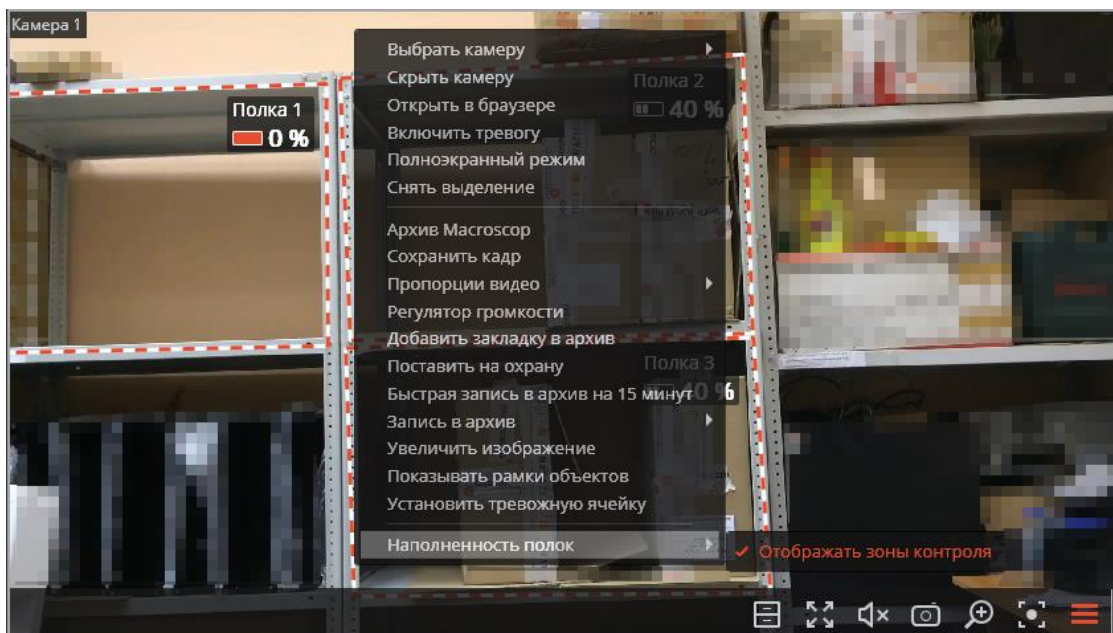 Камера 1
Полка 1
0 %
Полка 2
40 %
Полка 3
40 %
Выбрать камеру
Скрыть камеру
Открыть в браузере
Включить тревогу
Полноэкранный режим
Снять выделение
Архив Macroscop
Сохранить кадр
Пропорции видео
Регулятор громкости
Добавить закладку в архив
Поставить на охрану
Быстрая запись в архив на 15 минут
Запись в архив
Увеличить изображение
Показывать рамки объектов
Установить тревожную ячейку
Наполненность полок
Отображать зоны контроля